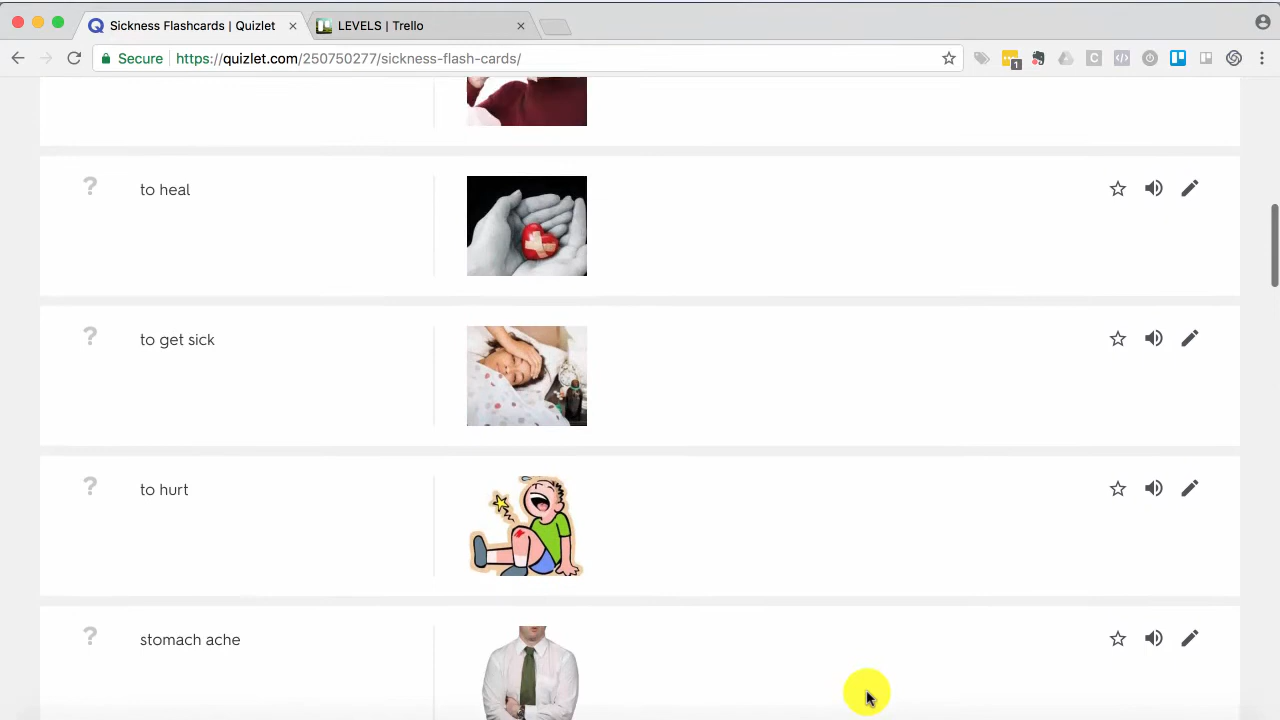 Sickness Flashcards | Quizlet
LEVELS | Trello
Secure
https://quizlet.com/250750277/sickness-flash-cards/
1
? to heal
? to get sick
? to hurt
? stomach ache